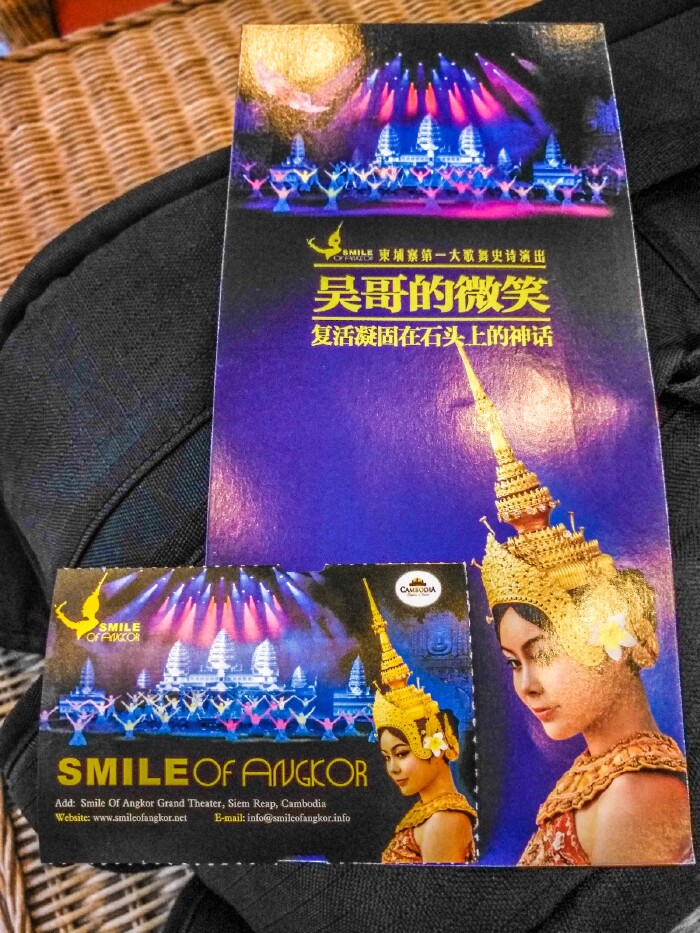 SMILE
OF ANGKOR
柬埔寨第一大歌舞史诗演出
吴哥的微笑
复活凝固在石头上的神话
SMILE
OF ANGKOR
CAMBODIA
SMILE OF ANGKOR
Add: Smile Of Angkor Grand Theater, Siem Reap, Cambodia
Website: www.smileofangkor.net E-mail: info@smileofangkor.info